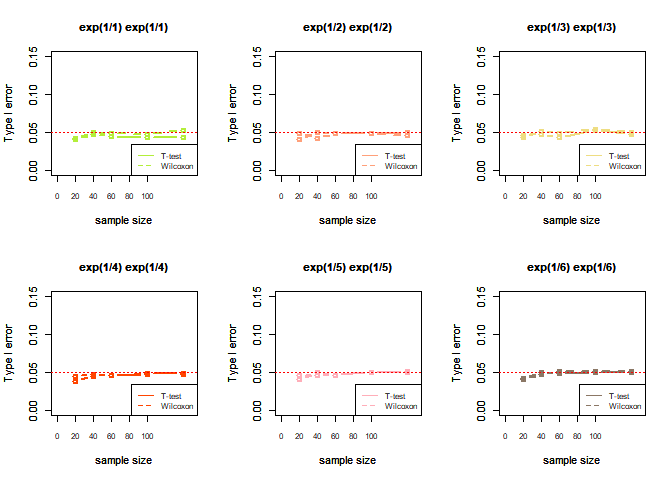 exp(1/1) exp(1/1)
Type I error
0.15
0.10
0.05
0.00
T-test
Wilcoxon
0 20 40 60 80 100
sample size
exp(1/2) exp(1/2)
Type I error
0.15
0.10
0.05
0.00
T-test
Wilcoxon
0 20 40 60 80 100
sample size
exp(1/3) exp(1/3)
Type I error
0.15
0.10
0.05
0.00
T-test
Wilcoxon
0 20 40 60 80 100
sample size
exp(1/4) exp(1/4)
Type I error
0.15
0.10
0.05
0.00
T-test
Wilcoxon
0 20 40 60 80 100
sample size
exp(1/5) exp(1/5)
Type I error
0.15
0.10
0.05
0.00
T-test
Wilcoxon
0 20 40 60 80 100
sample size
exp(1/6) exp(1/6)
Type I error
0.15
0.10
0.05
0.00
T-test
Wilcoxon
0 20 40 60 80 100
sample size